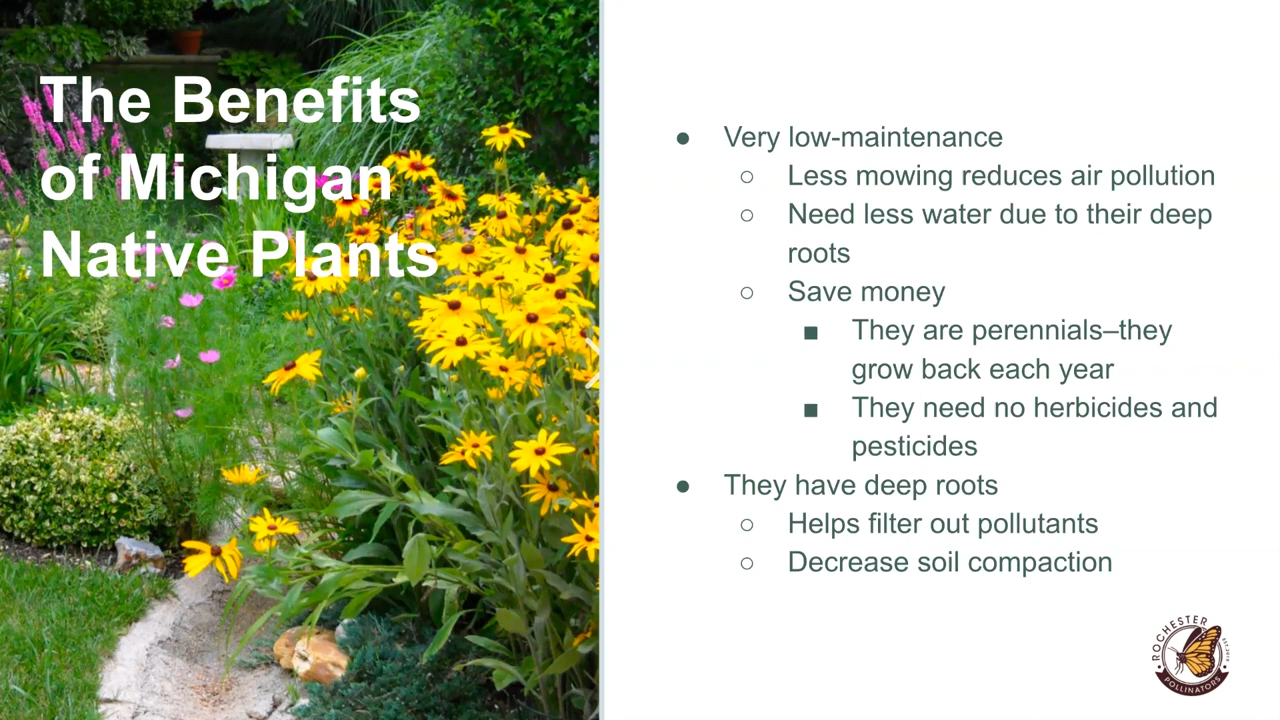 The Benefits
of Michigan
Native Plants
● Very low-maintenance
○ Less mowing reduces air pollution
○ Need less water due to their deep
roots
○ Save money
■ They are perennials–they
grow back each year
■ They need no herbicides and
pesticides
● They have deep roots
○ Helps filter out pollutants
○ Decrease soil compaction
ROCHESTER
POLLINATORS